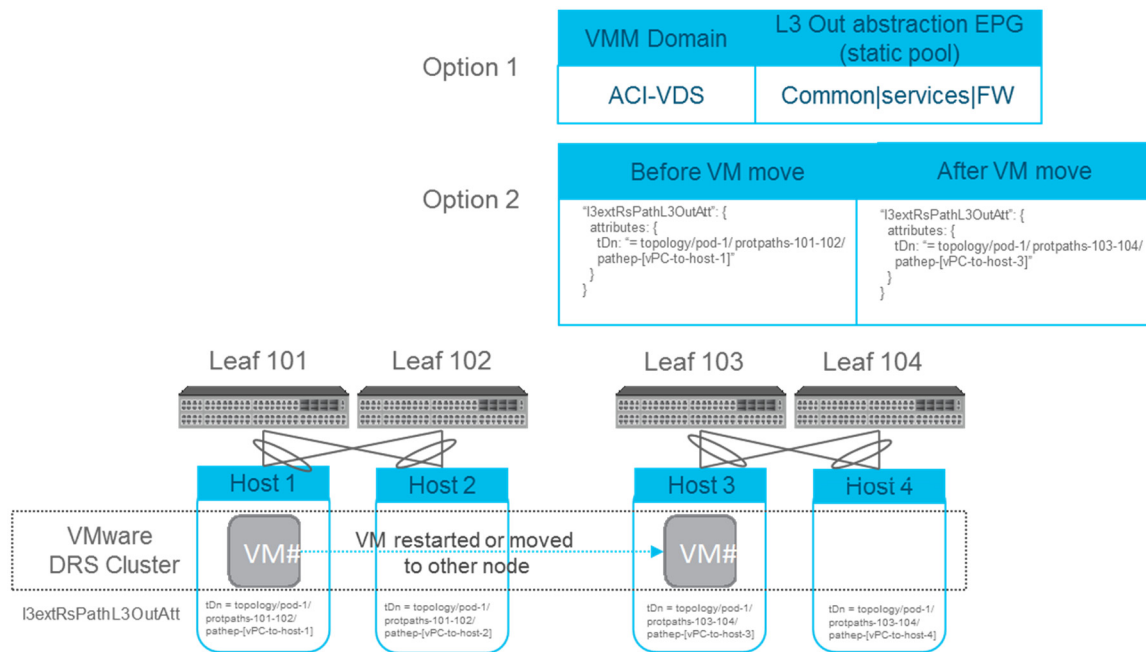 Option 1
VMM Domain
L3 Out abstraction EPG
(static pool)
ACI-VDS
Common|services|FW
Option 2
Before VM move
After VM move
“l3extRsPathL3OutAtt”: {
attributes: {
tDn: “= topology/pod-1/ protpaths-101-102/
pathep-[vPC-to-host-1]”
}
}
“l3extRsPathL3OutAtt”: {
attributes: {
tDn: “= topology/pod-1/ protpaths-103-104/
pathep-[vPC-to-host-3]”
}
}
Leaf 101
Leaf 102
Leaf 103
Leaf 104
Host 1
Host 2
Host 3
Host 4
VMware
DRS Cluster
VM#
VM restarted or moved
to other node
VM#
l3extRsPathL3OutAtt
tDn = topology/pod-1/
protpaths-101-102/
pathep-[vPC-to-host-1]
tDn = topology/pod-1/
protpaths-101-102/
pathep-[vPC-to-host-2]
tDn = topology/pod-1/
protpaths-103-104/
pathep-[vPC-to-host-3]
tDn = topology/pod-1/
protpaths-103-104/
pathep-[vPC-to-host-4]